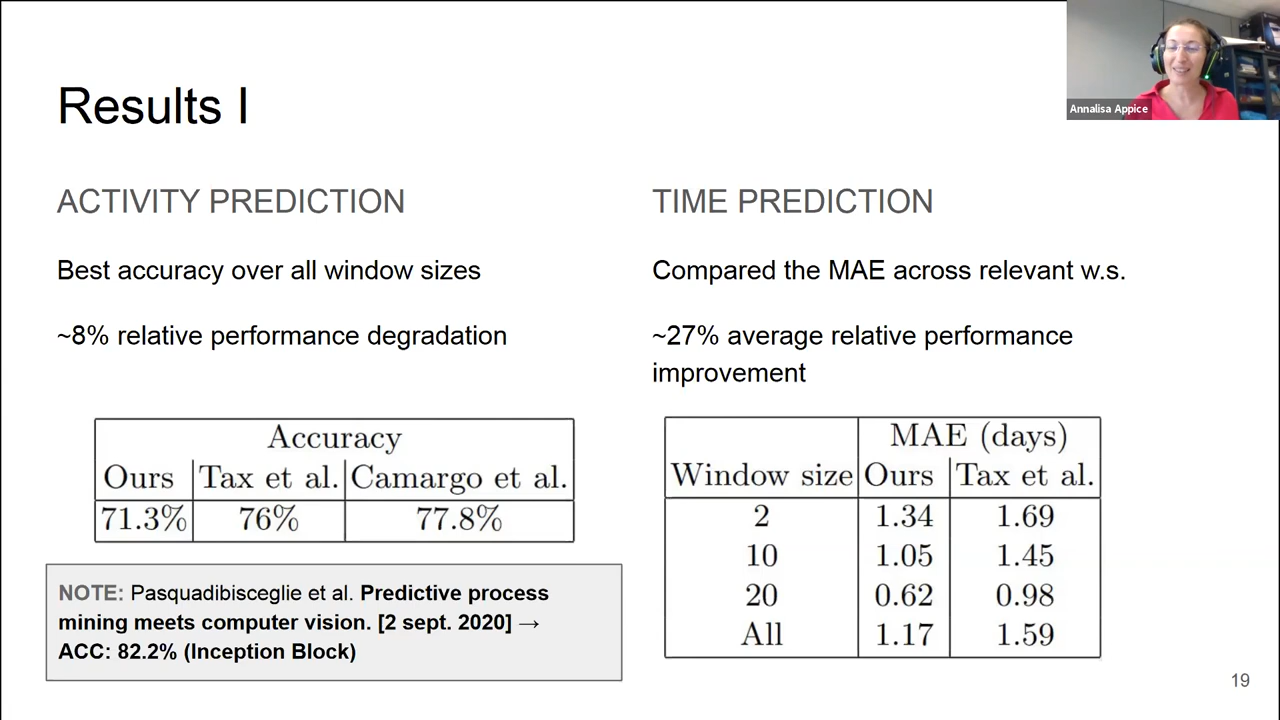 Results I
Annalisa Appice
ACTIVITY PREDICTION
Best accuracy over all window sizes
~8% relative performance degradation
Accuracy
Ours Tax et al. Camargo et al.
71.3% 76% 77.8%
NOTE: Pasquadibisceglie et al. Predictive process
mining meets computer vision. [2 sept. 2020] →
ACC: 82.2% (Inception Block)
TIME PREDICTION
Compared the MAE across relevant w.s.
~27% average relative performance
improvement
MAE (days)
Window size Ours Tax et al.
2 1.34 1.69
10 1.05 1.45
20 0.62 0.98
All 1.17 1.59
19